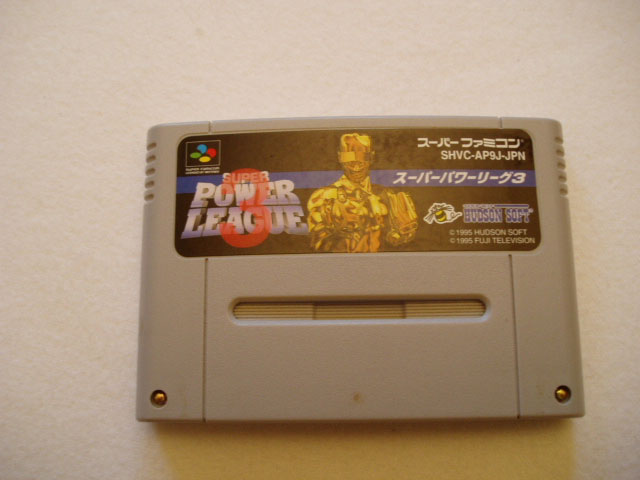 SUPER
POWER
LEAGUE
3
スーパーファミコン
SHVC-AP9J-JPN
スーパーパワーリーグ3
HUDSON SOFT
© 1995 HUDSON SOFT
© 1995 FUJI TELEVISION